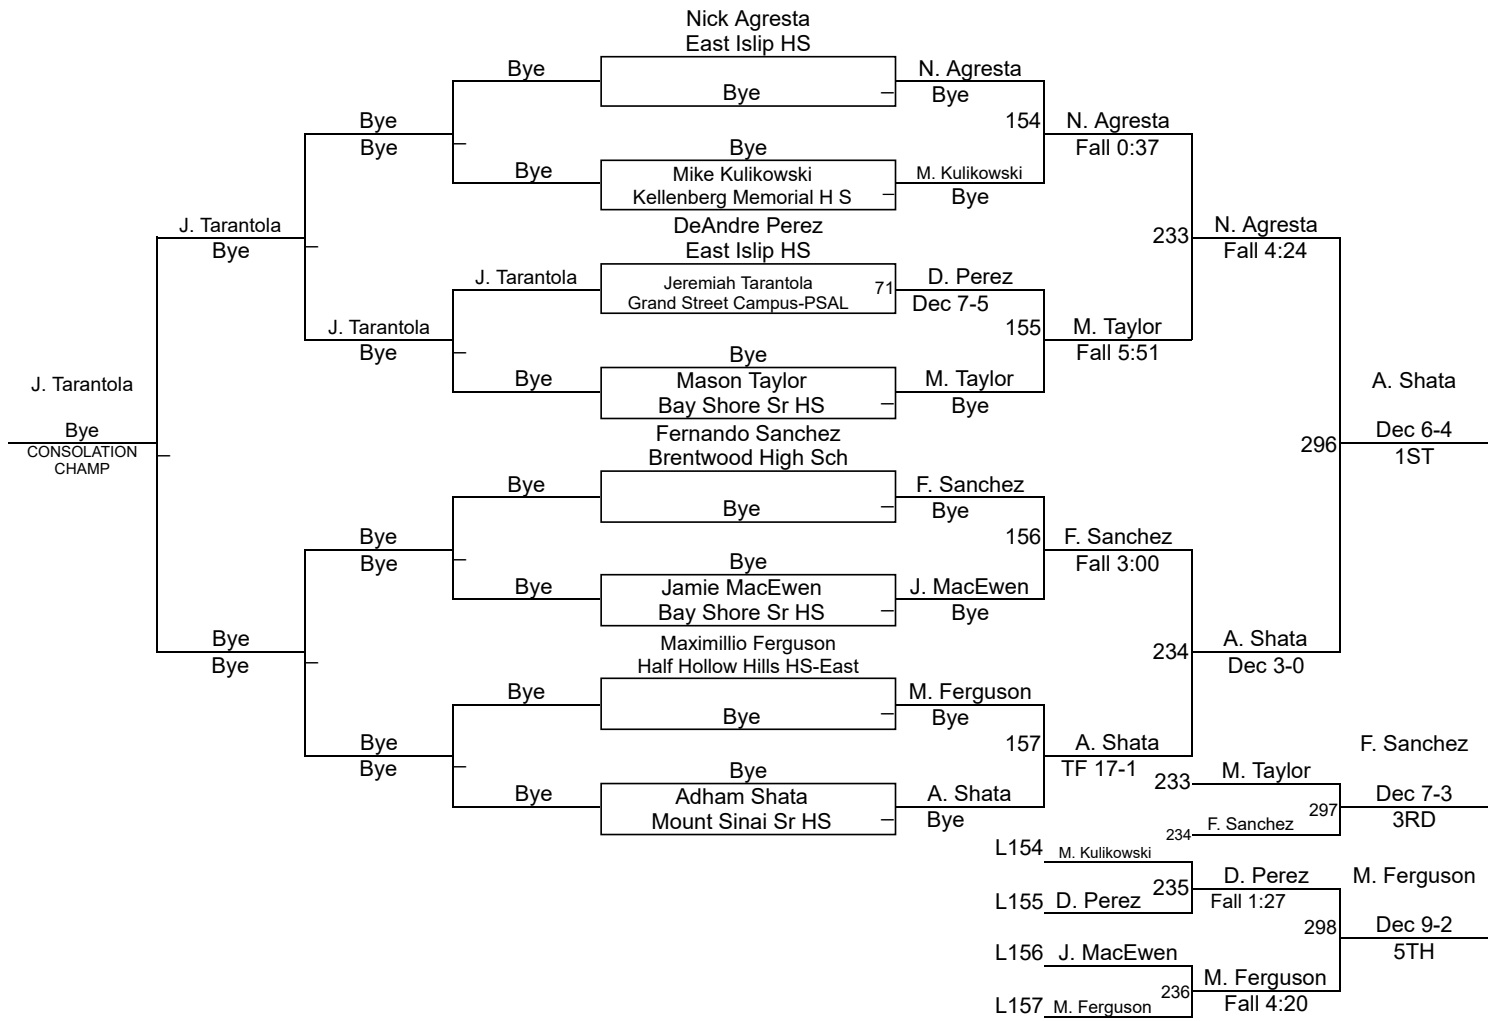 Nick Agresta
East Islip HS
Bye
Bye
N. Agresta
Bye
154
N. Agresta
Fall 0:37
Bye
Bye
Bye
Bye
Mike Kulikowski
Kellenberg Memorial H S
M. Kulikowski
Bye
J. Tarantola
Bye
DeAndre Perez
East Islip HS
233
N. Agresta
Fall 4:24
J. Tarantola
Jeremiah Tarantola
Grand Street Campus-PSAL
71
D. Perez
Dec 7-5
155
M. Taylor
Fall 5:51
J. Tarantola
Bye
Bye
Bye
Mason Taylor
Bay Shore Sr HS
M. Taylor
Bye
J. Tarantola
Bye
CONSOLATION
CHAMP
A. Shata
Dec 6-4
1ST
296
Fernando Sanchez
Brentwood High Sch
Bye
Bye
F. Sanchez
Bye
156
F. Sanchez
Fall 3:00
Bye
Bye
Bye
Bye
Jamie MacEwen
Bay Shore Sr HS
J. MacEwen
Bye
Bye
Bye
Maximillio Ferguson
Half Hollow Hills HS-East
234
A. Shata
Dec 3-0
Bye
Bye
M. Ferguson
Bye
157
A. Shata
TF 17-1
Bye
Bye
Bye
Bye
Adham Shata
Mount Sinai Sr HS
A. Shata
Bye
233
M. Taylor
234
F. Sanchez
297
F. Sanchez
Dec 7-3
3RD
L154
M. Kulikowski
L155
D. Perez
235
D. Perez
Fall 1:27
298
M. Ferguson
Dec 9-2
5TH
L156
J. MacEwen
L157
M. Ferguson
236
M. Ferguson
Fall 4:20